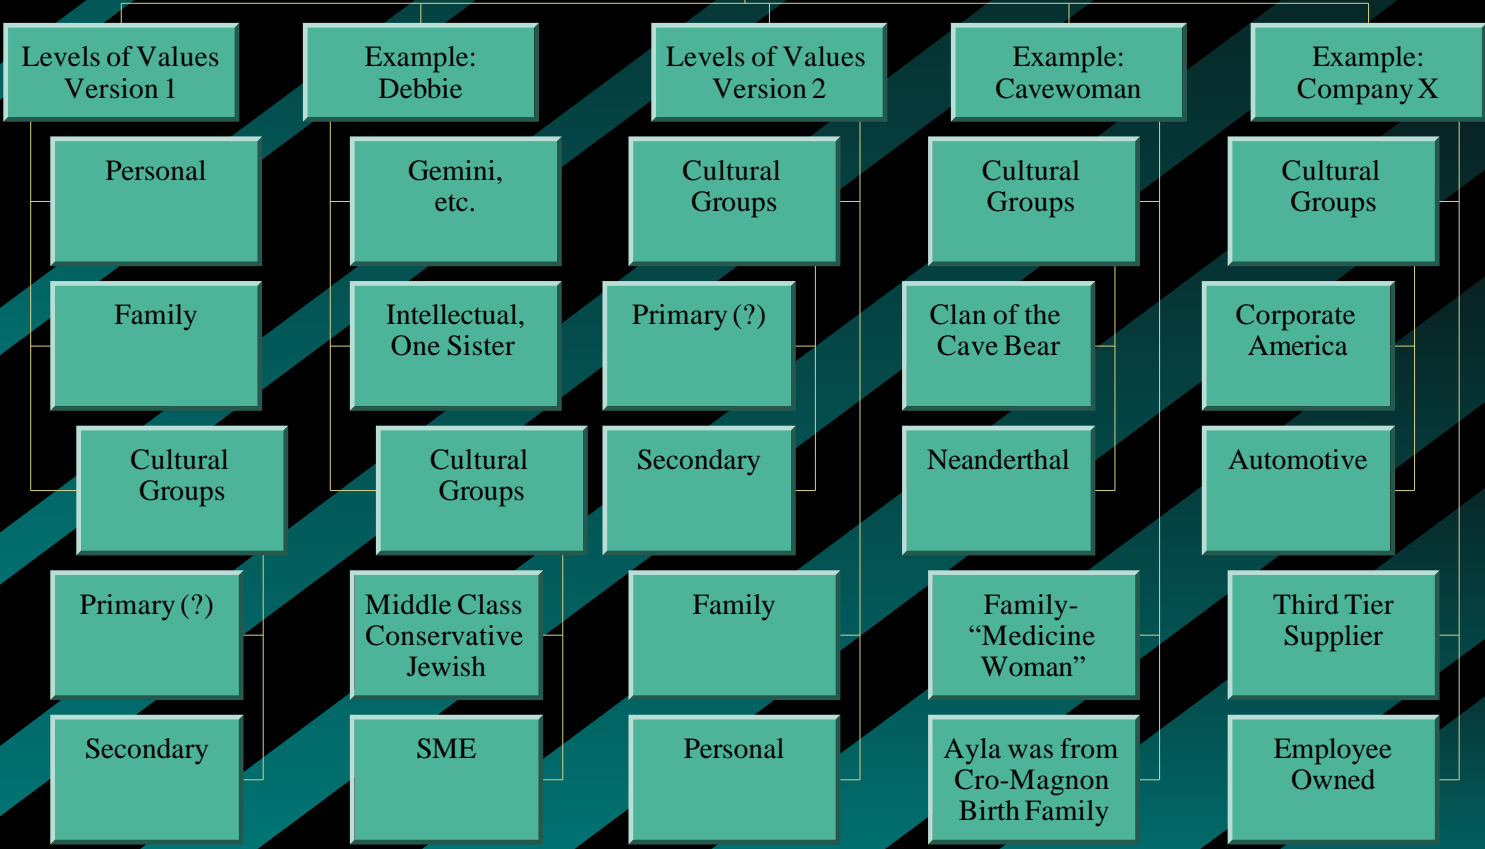 Levels of Values
Version 1
Personal
Family
Cultural
Groups
Primary (?)
Secondary
Example:
Debbie
Gemini,
etc.
Intellectual,
One Sister
Cultural
Groups
Middle Class
Conservative
Jewish
SME
Levels of Values
Version 2
Cultural
Groups
Primary (?)
Secondary
Family
Personal
Example:
Cavewoman
Cultural
Groups
Clan of the
Cave Bear
Neanderthal
Family-
“Medicine
Woman”
Ayla was from
Cro-Magnon
Birth Family
Example:
Company X
Cultural
Groups
Corporate
America
Automotive
Third Tier
Supplier
Employee
Owned